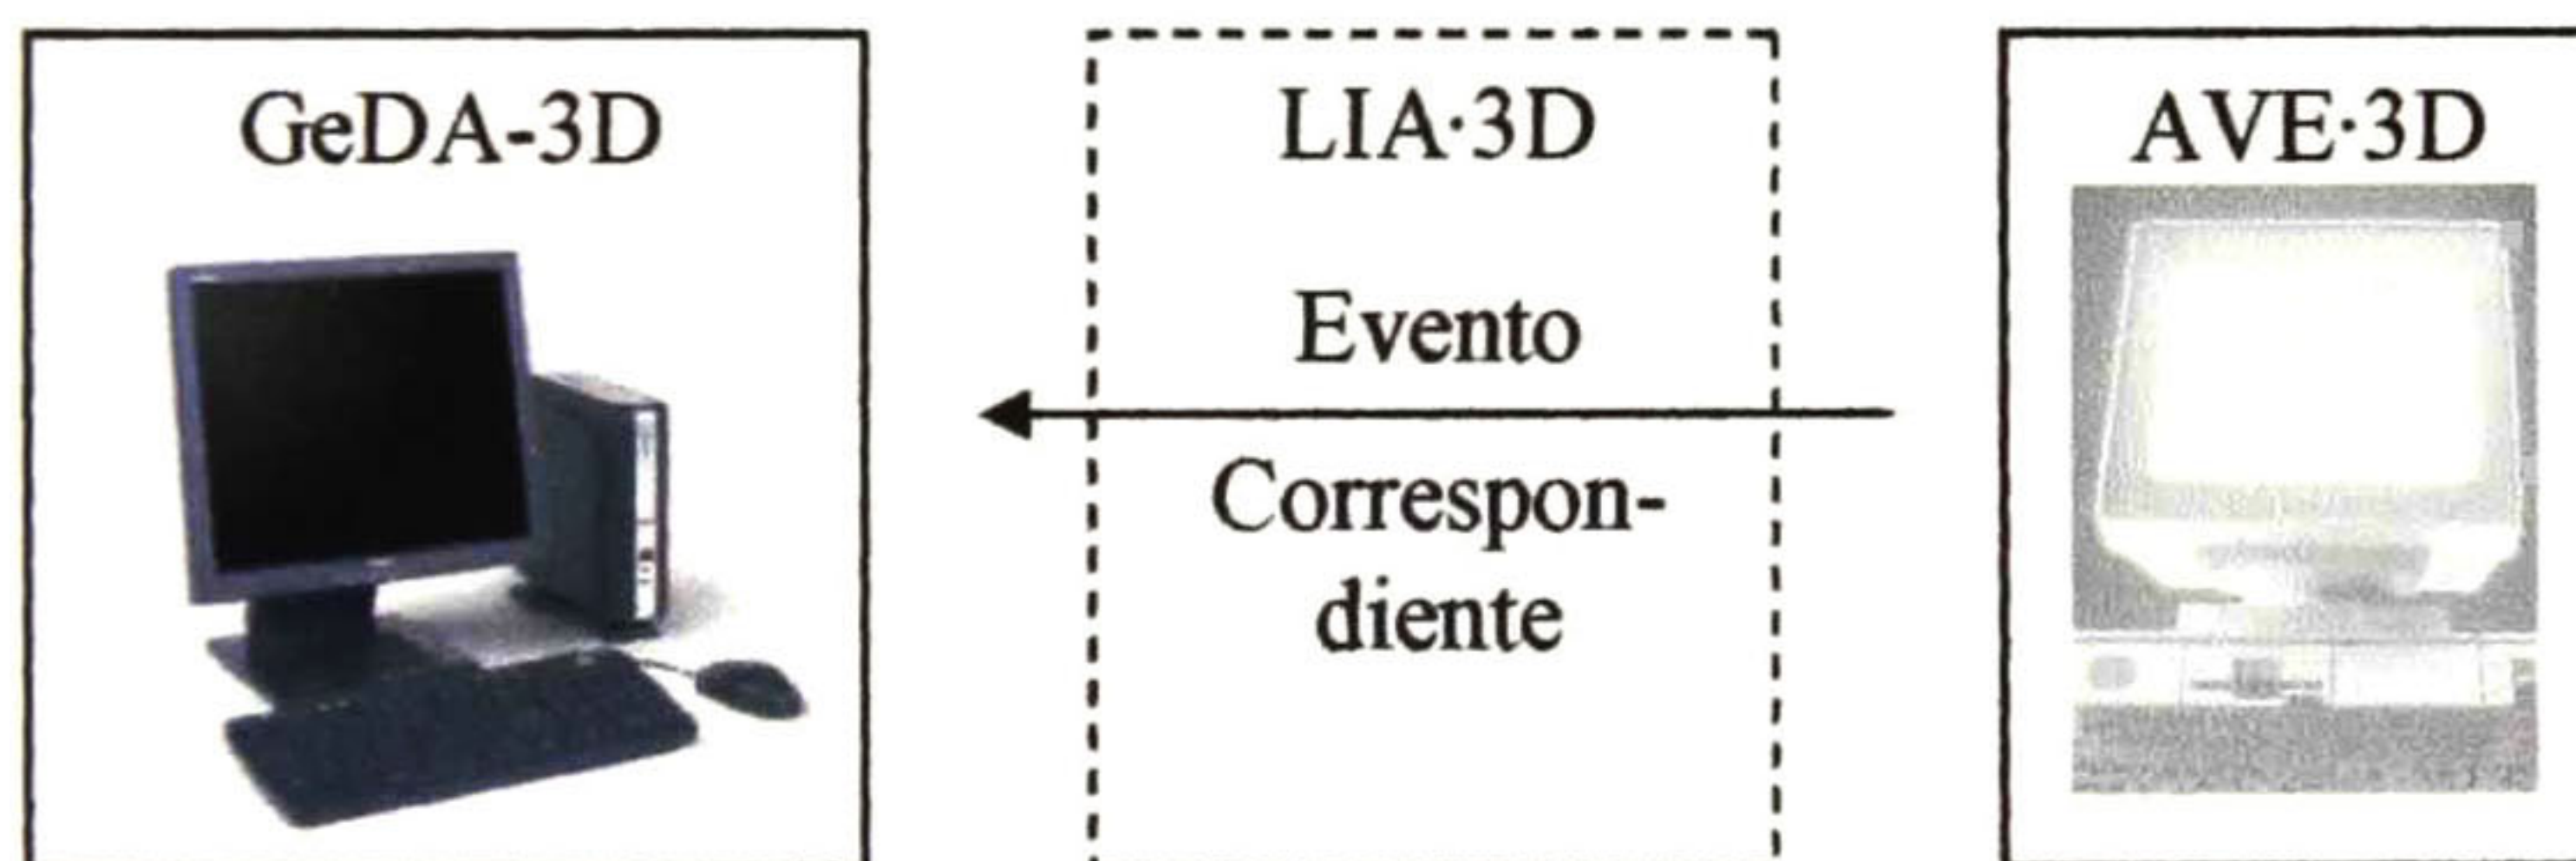 GeDA-3D
LIA·3D
AVE·3D
Evento
Correspon-
diente